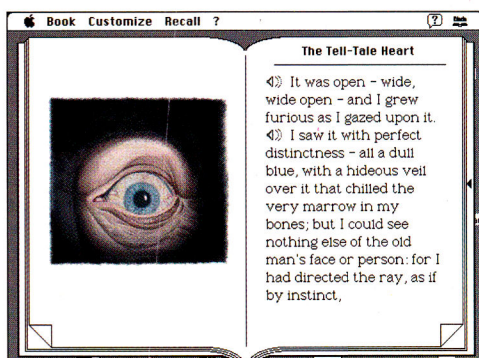 Book Customize Recall ?
?
The Tell-Tale Heart
It was open - wide,
wide open - and I grew
furious as I gazed upon it.
I saw it with perfect
distinctness - all a dull
blue, with a hideous veil
over it that chilled the
very marrow in my
bones; but I could see
nothing else of the old
man's face or person: for I
had directed the ray, as if
by instinct,